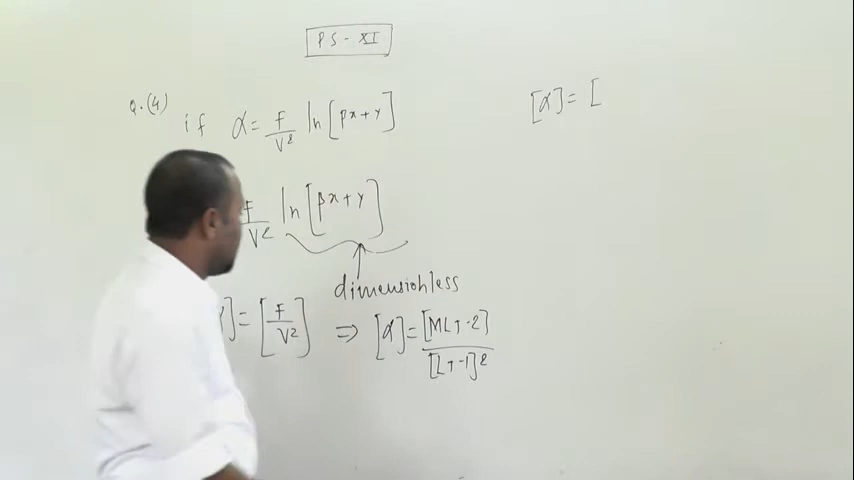 PS-XI
Q.(4)
if α = F/V² ln[βx+γ]
[α] = [
F/V² ln[βx+γ]
dimensionless
] = [F/V²] ⇒ [α] = [MLT-2]/[LT-1]²